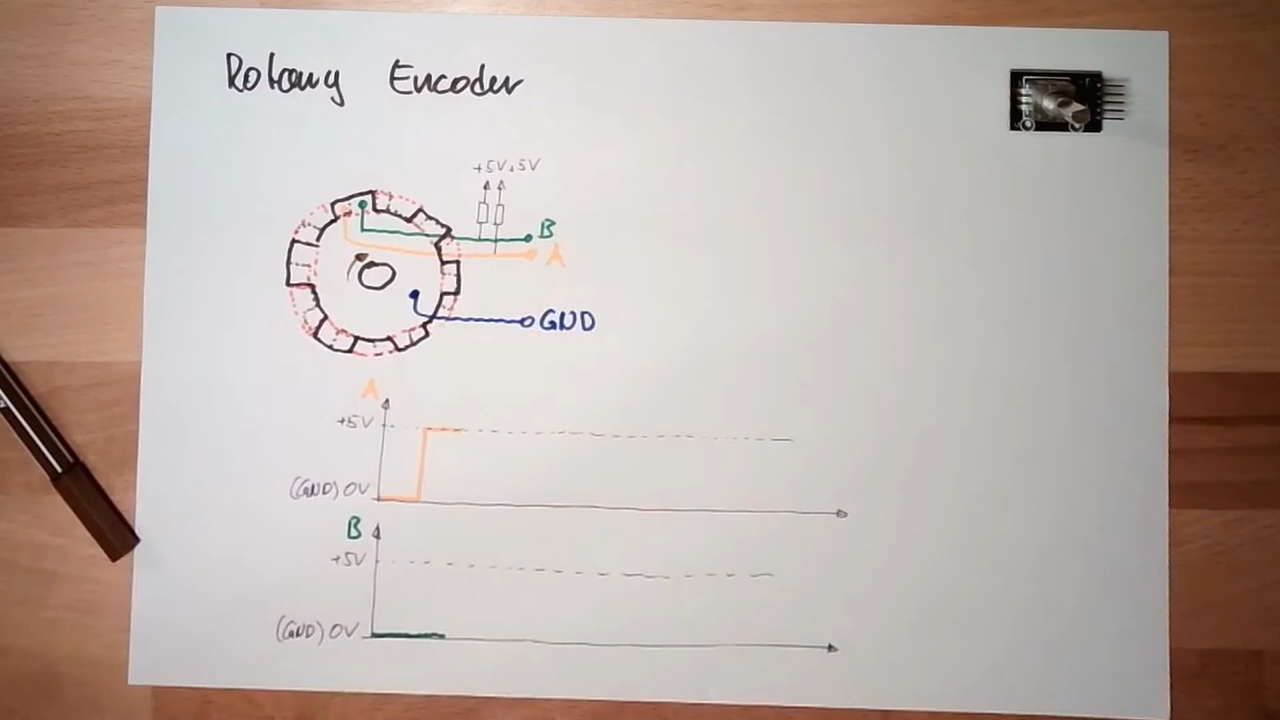 Rotary Encoder
+5V +5V
B
A
GND
A
+5V
(GND) 0V
B
+5V
(GND) 0V